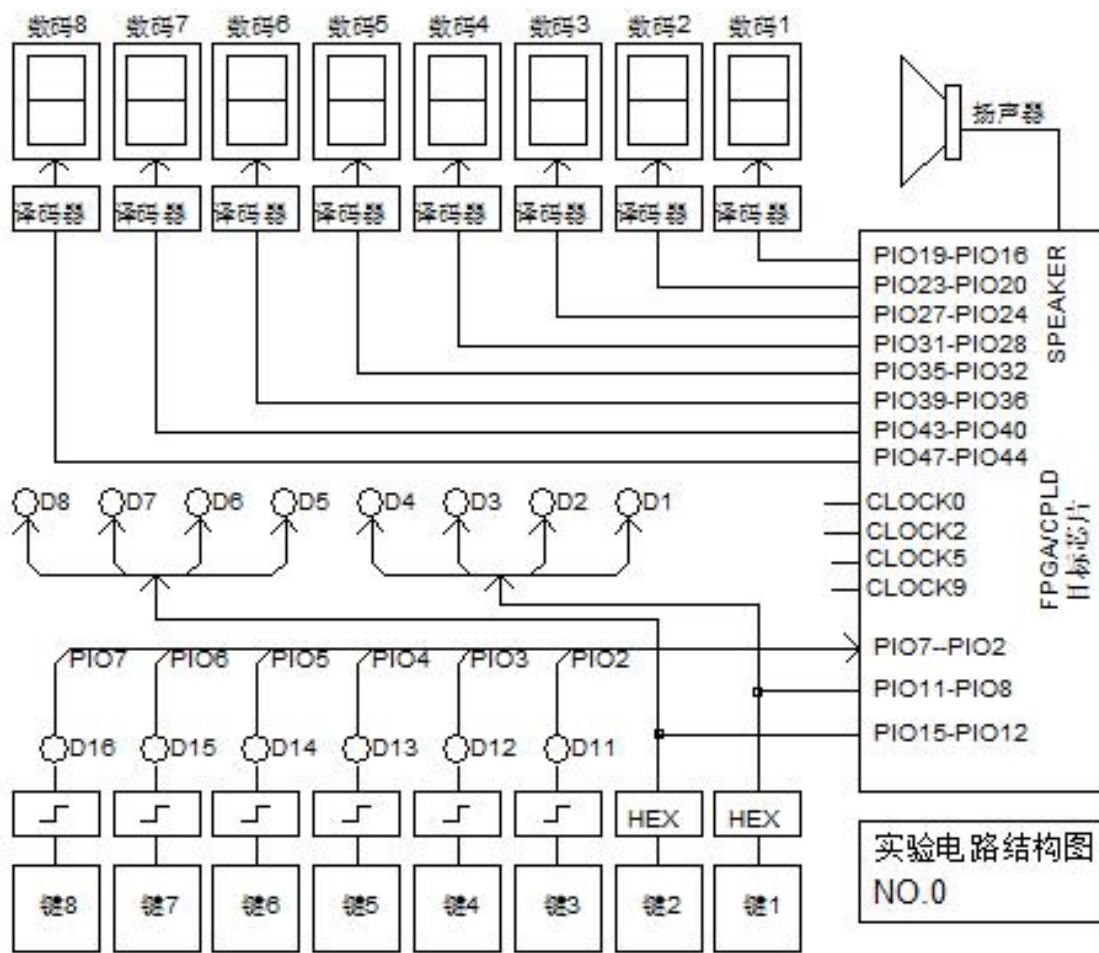 数码8 数码7 数码6 数码5 数码4 数码3 数码2 数码1
扬声器
译码器 译码器 译码器 译码器 译码器 译码器 译码器 译码器
PIO19-PIO16
PIO23-PIO20
PIO27-PIO24
PIO31-PIO28
PIO35-PIO32
PIO39-PIO36
PIO43-PIO40
PIO47-PIO44
SPEAKER
D8 D7 D6 D5 D4 D3 D2 D1
CLOCK0
CLOCK2
CLOCK5
CLOCK9
FPGA/CPLD
目标芯片
PIO7 PIO6 PIO5 PIO4 PIO3 PIO2
PIO7--PIO2
PIO11-PIO8
PIO15-PIO12
D16 D15 D14 D13 D12 D11
HEX HEX
键8 键7 键6 键5 键4 键3 键2 键1
实验电路结构图
NO.0